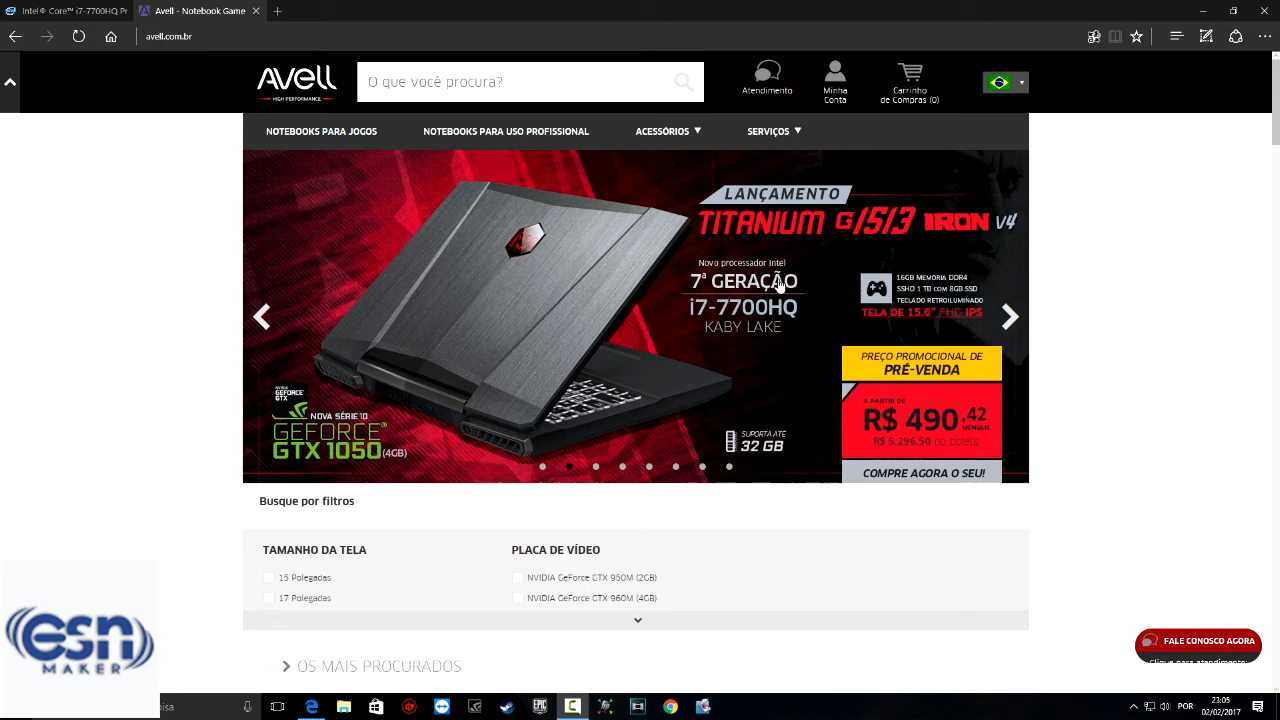 Intel® Core™ i7-7700HQ Pr
Avell Notebook Game
avell.com.br
AVELL
HIGH PERFORMANCE
O que você procura?
Atendimento
Minha
Conta
Carrinho
de Compras (0)
NOTEBOOKS PARA JOGOS
NOTEBOOKS PARA USO PROFISSIONAL
ACESSÓRIOS
SERVIÇOS
LANÇAMENTO
TITANIUM G1513 IRON V4
Novo processador Intel
7ª GERAÇÃO
i7-7700HQ
KABY LAKE
16GB MEMÓRIA DDR4
SSHD 1 TB COM 8GB SSD
TECLADO RETROILUMINADO
TELA DE 15.6" FHD IPS
PREÇO PROMOCIONAL DE
PRÉ-VENDA
A PARTIR DE
R$ 490,42
MENSAIS
R$ 5.296,50 no boleto
COMPRE AGORA O SEU!
NVIDIA
GEFORCE
GTX
NOVA SÉRIE 10
GEFORCE®
GTX 1050 (4GB)
SUPORTA ATÉ
32 GB
Busque por filtros
TAMANHO DA TELA
15 Polegadas
17 Polegadas
PLACA DE VÍDEO
NVIDIA GeForce GTX 950M (2GB)
NVIDIA GeForce GTX 960M (4GB)
OS MAIS PROCURADOS
FALE CONOSCO AGORA
Clique para atendimento
esn
MAKER
isa
EPIC
POR
23:05
02/02/2017